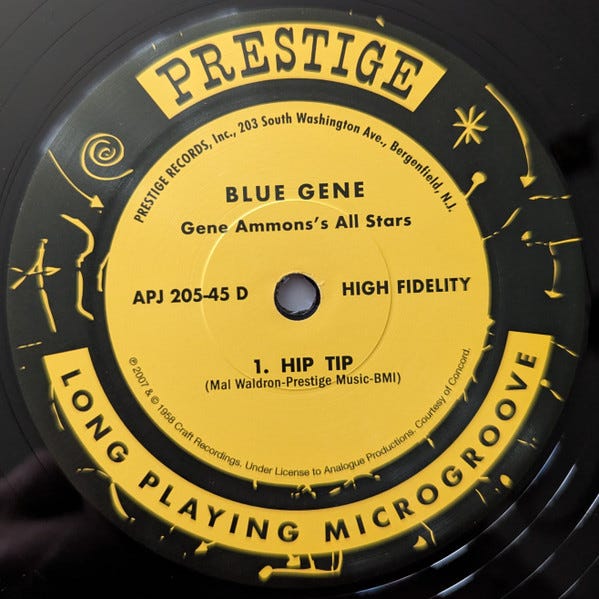 PRESTIGE
PRESTIGE RECORDS, Inc., 203 South Washington Ave., Bergenfield, N.J.
BLUE GENE
Gene Ammons's All Stars
APJ 205-45 D
HIGH FIDELITY
1. HIP TIP
(Mal Waldron-Prestige Music-BMI)
℗ 2007 & © 1958 Craft Recordings, Under License to Analogue Productions. Courtesy of Concord.
LONG PLAYING MICROGROOVE